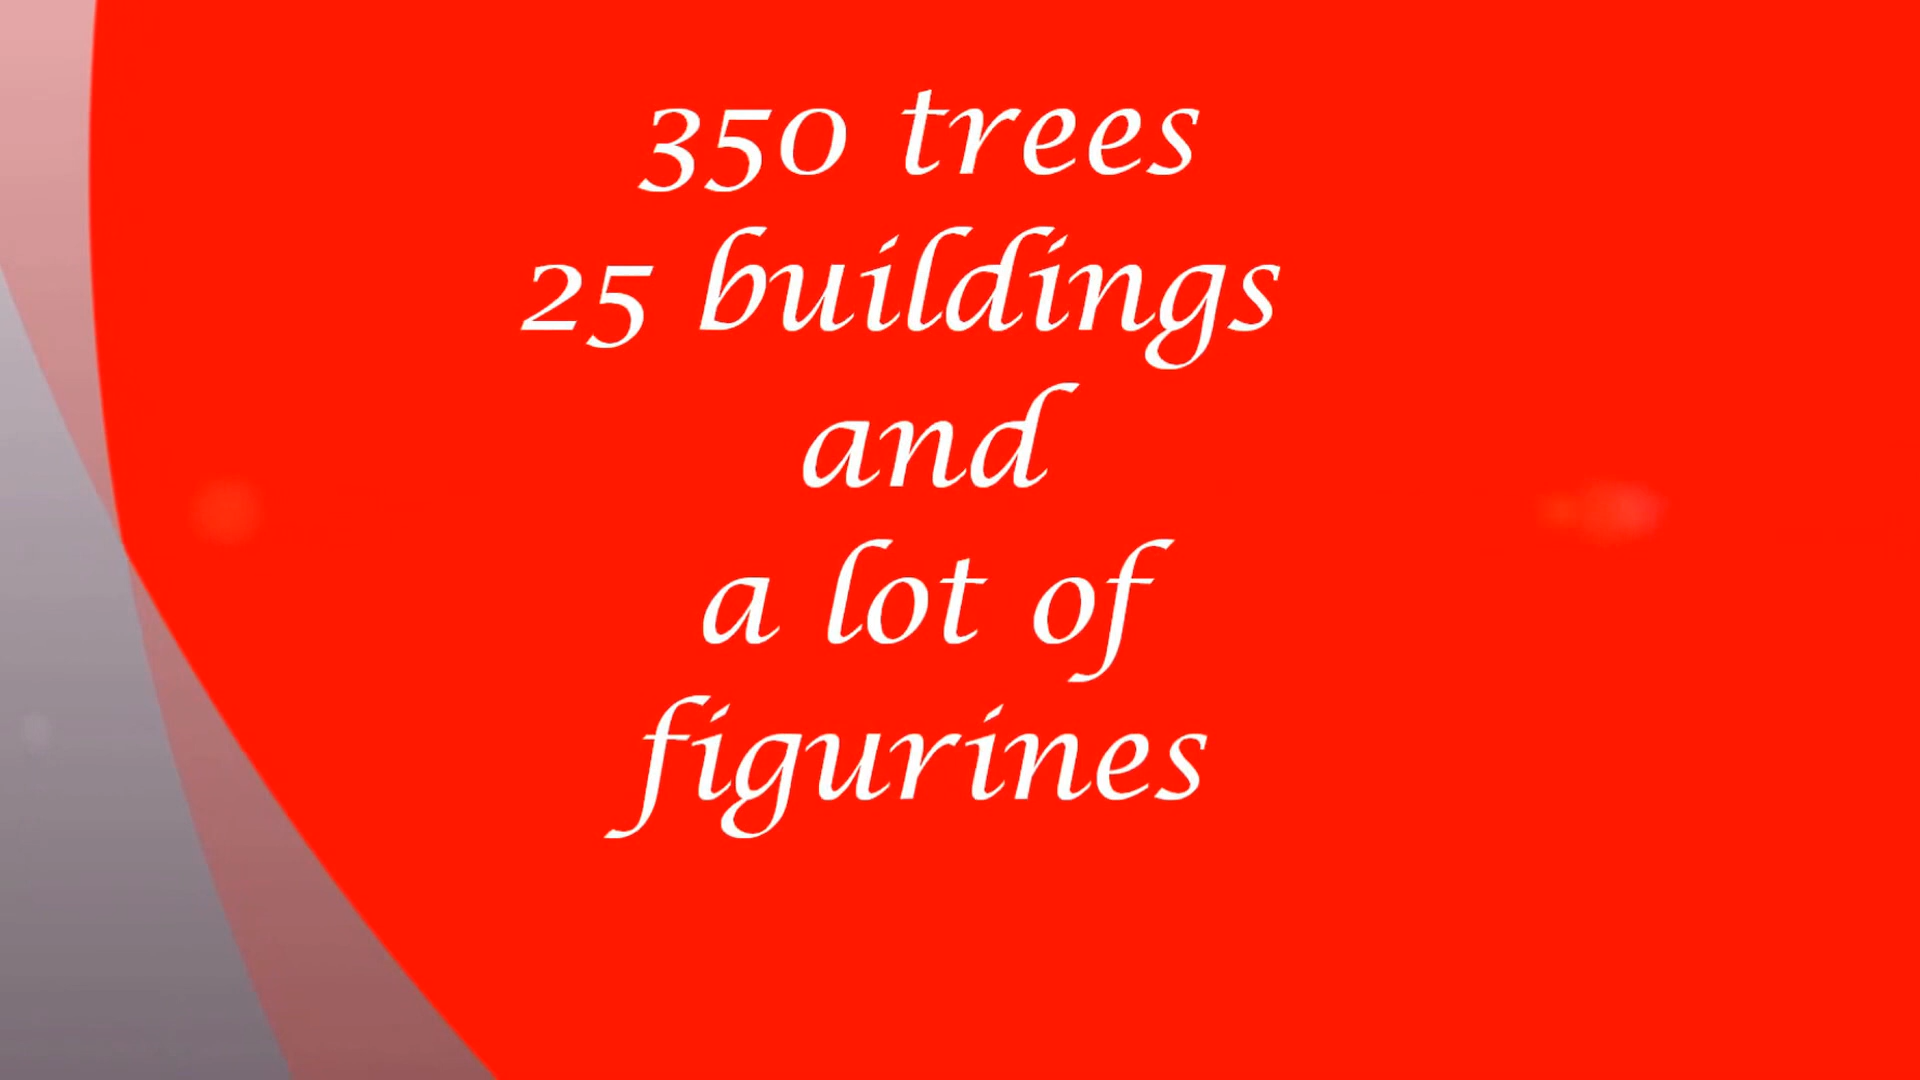 350 trees
25 buildings
and
a lot of
figurines